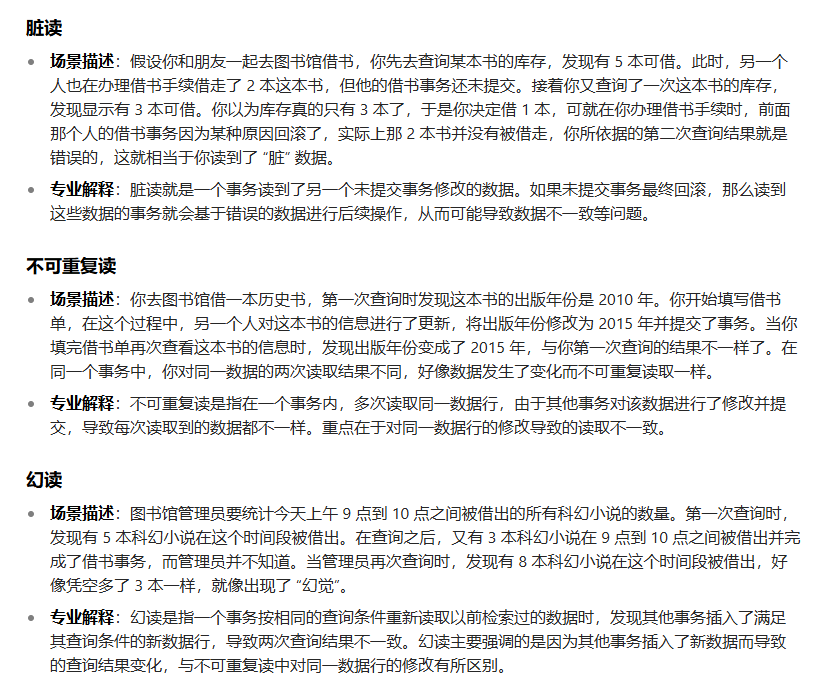 脏读
场景描述：假设你和朋友一起去图书馆借书，你先去查询某本书的库存，发现有 5 本可借。此时，另一个
人也在办理借书手续借走了 2 本这本书，但他的借书事务还未提交。接着你又查询了一次这本书的库存，
发现显示有 3 本可借。你以为库存真的只有 3 本了，于是你决定借 1 本，可就在你办理借书手续时，前面
那个人的借书事务因为某种原因回滚了，实际上那 2 本书并没有被借走，你所依据的第二次查询结果就是
错误的，这就相当于你读到了 “脏” 数据。
专业解释：脏读就是一个事务读到了另一个未提交事务修改的数据。如果未提交事务最终回滚，那么读到
这些数据的事务就会基于错误的数据进行后续操作，从而可能导致数据不一致等问题。
不可重复读
场景描述：你去图书馆借一本历史书，第一次查询时发现这本书的出版年份是 2010 年。你开始填写借书
单，在这个过程中，另一个人对这本书的信息进行了更新，将出版年份修改为 2015 年并提交了事务。当你
填完借书单再次查看这本书的信息时，发现出版年份变成了 2015 年，与你第一次查询的结果不一样了。在
同一个事务中，你对同一数据的两次读取结果不同，好像数据发生了变化而不可重复读取一样。
专业解释：不可重复读是指在一个事务内，多次读取同一数据行，由于其他事务对该数据进行了修改并提
交，导致每次读取到的数据都不一样。重点在于对同一数据行的修改导致的读取不一致。
幻读
场景描述：图书馆管理员要统计今天上午 9 点到 10 点之间被借出的所有科幻小说的数量。第一次查询时，
发现有 5 本科幻小说在这个时间段被借出。在查询之后，又有 3 本科幻小说在 9 点到 10 点之间被借出并完
成了借书事务，而管理员并不知道。当管理员再次查询时，发现有 8 本科幻小说在这个时间段被借出，好
像凭空多了 3 本一样，就像出现了 “幻觉”。
专业解释：幻读是指一个事务按相同的查询条件重新读取以前检索过的数据时，发现其他事务插入了满足
其查询条件的新数据行，导致两次查询结果不一致。幻读主要强调的是因为其他事务插入了新数据而导致
的查询结果变化，与不可重复读中对同一数据行的修改有所区别。